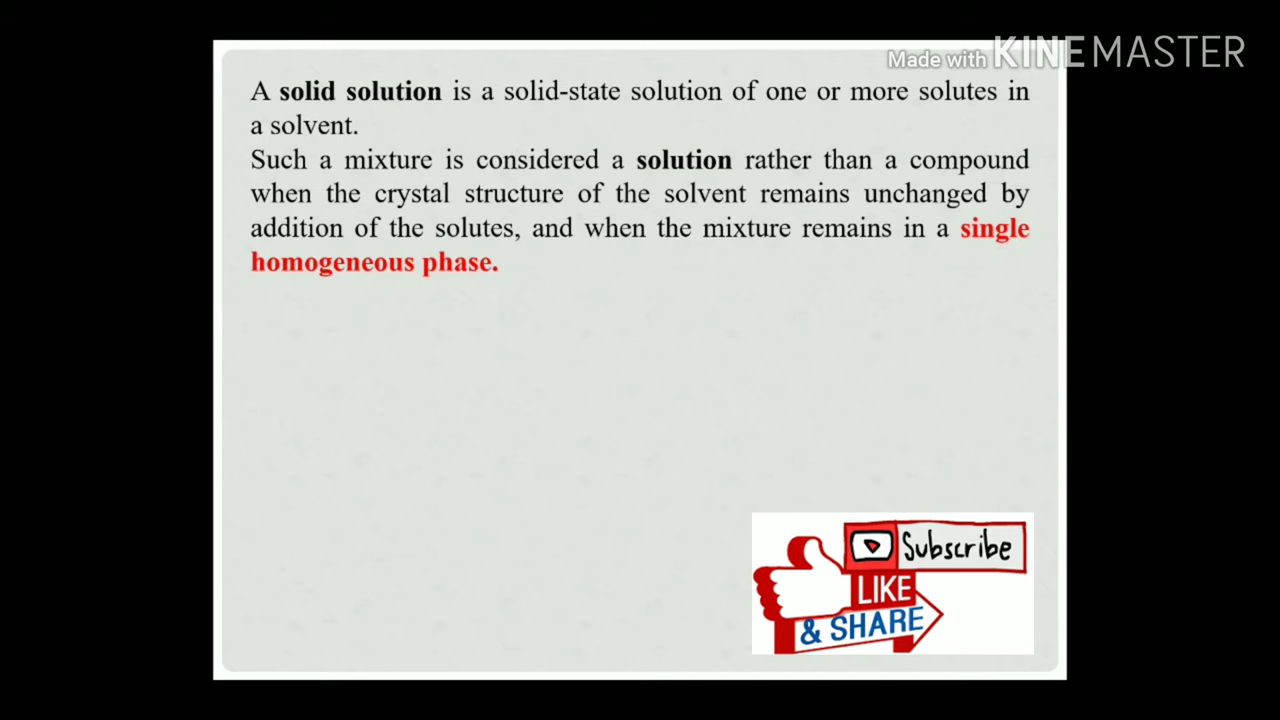 Made with KINEMASTER
A solid solution is a solid-state solution of one or more solutes in
a solvent.
Such a mixture is considered a solution rather than a compound
when the crystal structure of the solvent remains unchanged by
addition of the solutes, and when the mixture remains in a single
homogeneous phase.
Subscribe
LIKE
& SHARE